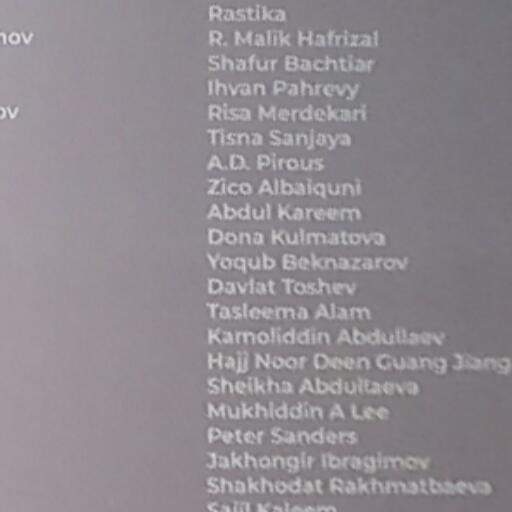 Rastika
nov
R. Malik Hafrizal
Shafur Bachtiar
Ihvan Pahrevy
ov
Risa Merdekari
Tisna Sanjaya
A.D. Pirous
Zico Albaiquni
Abdul Kareem
Dona Kulmatova
Yoqub Beknazarov
Davlat Toshev
Tasleema Alam
Kamoliddin Abdullaev
Hajj Noor Deen Guang Jiang
Sheikha Abdullaeva
Mukhiddin A Lee
Peter Sanders
Jakhongir Ibragimov
Shakhodat Rakhmatbaeva
Kaleem